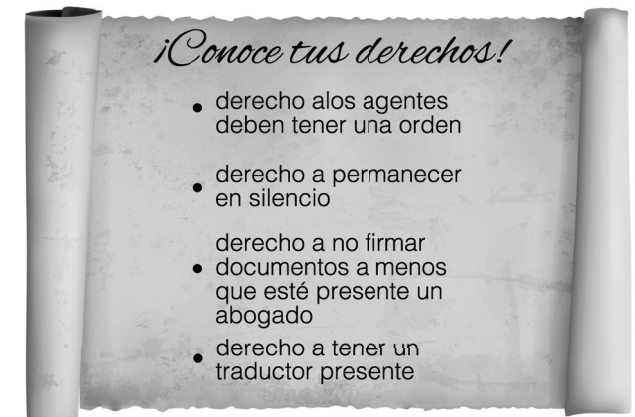 ¡Conoce tus derechos!
• derecho alos agentes
deben tener una orden
• derecho a permanecer
en silencio
derecho a no firmar
• documentos a menos
que esté presente un
abogado
• derecho a tener un
traductor presente